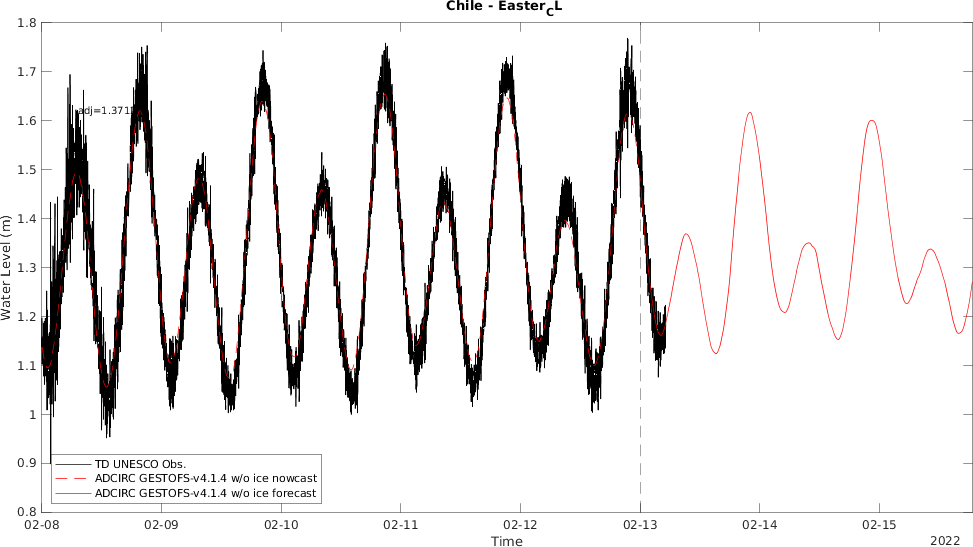 Chile - Easter_CL
1.8
1.7
1.6
1.5
1.4
1.3
1.2
1.1
1
0.9
0.8
Water Level (m)
adj=1.371
TD UNESCO Obs.
ADCIRC GESTOFS-v4.1.4 w/o ice nowcast
ADCIRC GESTOFS-v4.1.4 w/o ice forecast
02-08 02-09 02-10 02-11 02-12 02-13 02-14 02-15
Time
2022